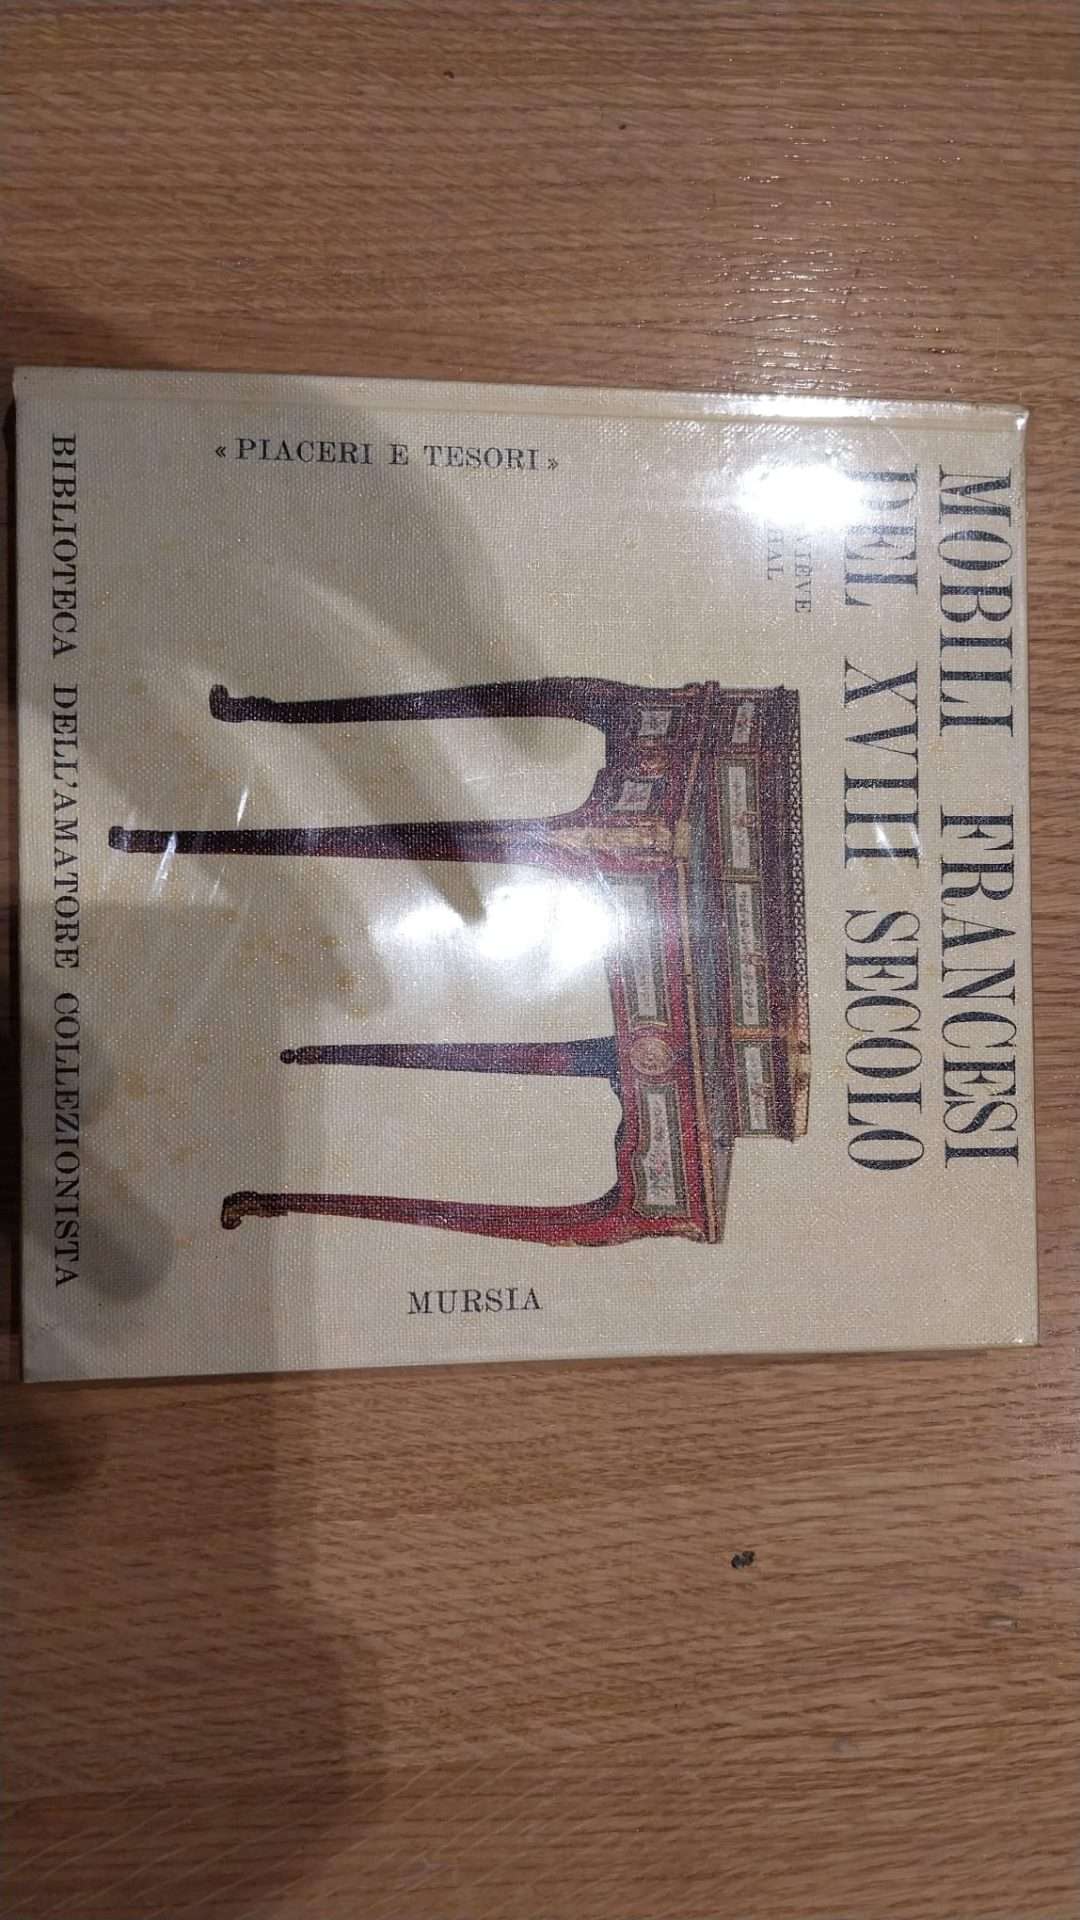 MOBILI FRANCESI
DEL XVIII SECOLO
« PIACERI E TESORI »
MURSIA
BIBLIOTECA DELL'AMATORE COLLEZIONISTA